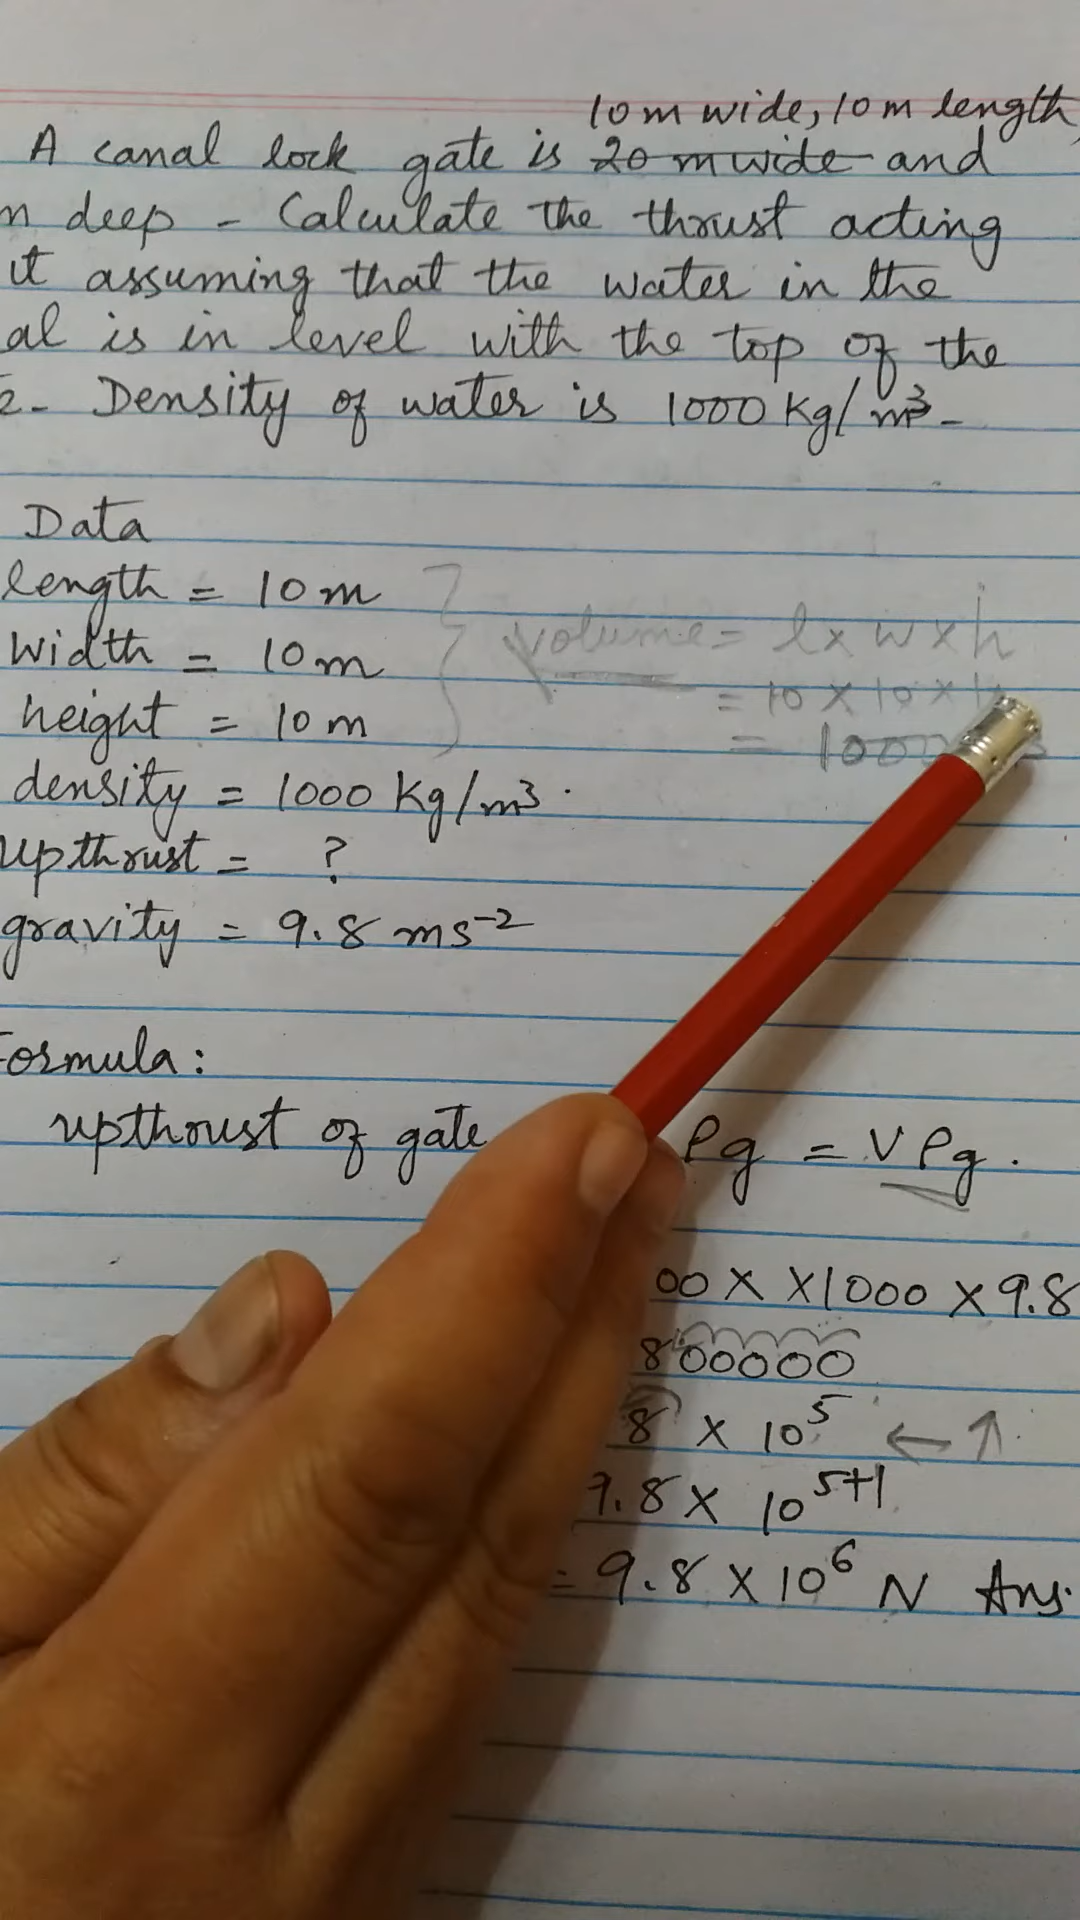 10 m wide, 10 m length,
A canal lock gate is 20 m wide and
m deep - Calculate the thrust acting
it assuming that the water in the
al is in level with the top of the
Density of water is 1000 Kg/m³-
Data
length = 10 m
width = 10 m
height = 10 m
volume = l x w x h
= 10 x 10 x
= 1000
density = 1000 Kg/m³.
upthrust = ?
gravity = 9.8 ms⁻²
Formula:
upthrust of gate
ρg = Vρg.
00 X X1000 X 9.8
800000
8 X 10⁵ ← ↑
9.8 X 10⁵⁺¹
= 9.8 X 10⁶ N Ans.